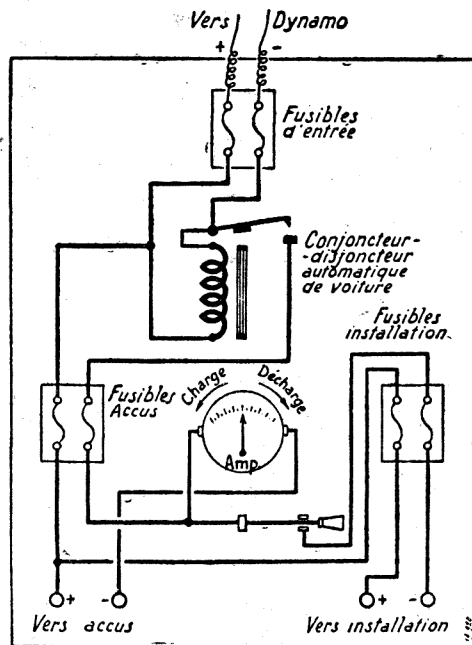 Vers Dynamo
+ -
Fusibles
d'entrée
Conjoncteur-
-disjoncteur
automatique
de voiture
Fusibles
installation
Fusibles
Accus
Charge
Décharge
Amp.
+ -
Vers accus
+ -
Vers installation